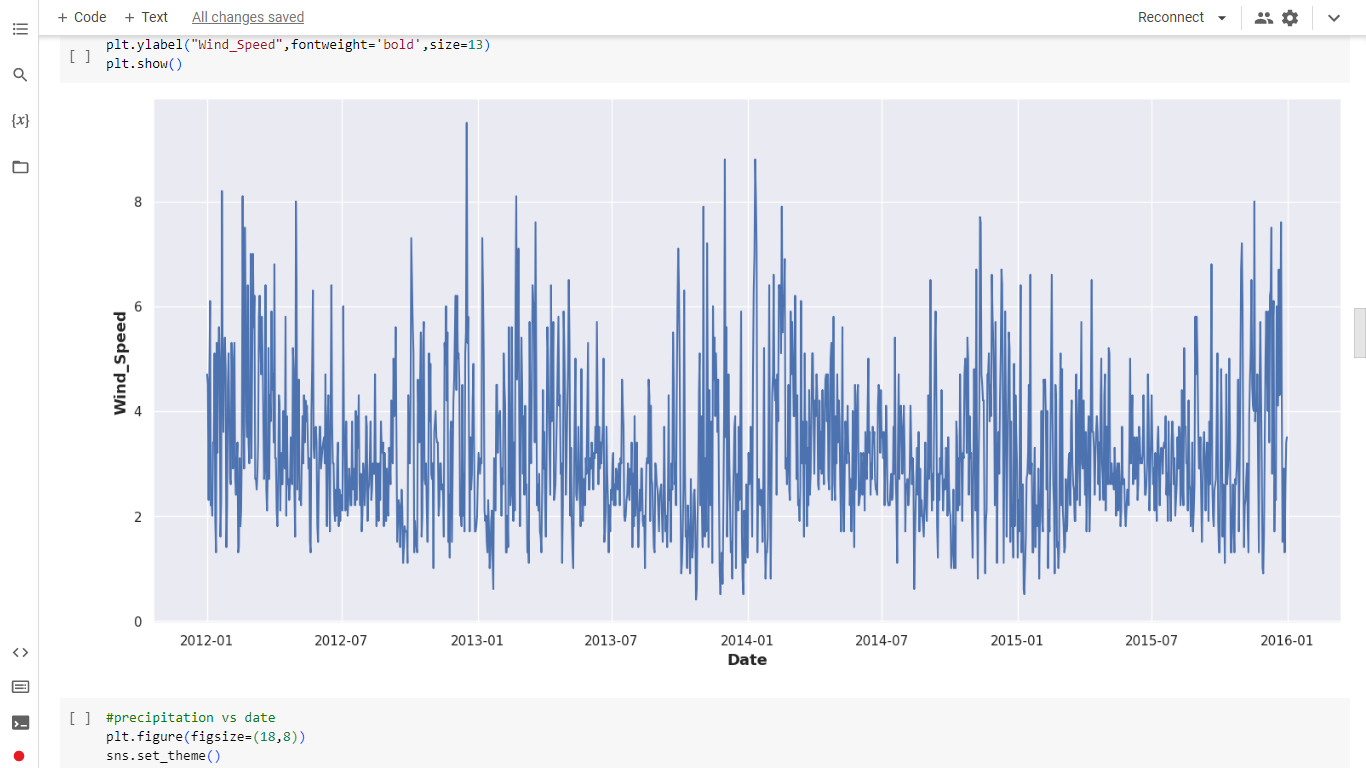 + Code + Text All changes saved Reconnect
plt.ylabel("Wind_Speed",fontweight='bold',size=13)
[ ]
plt.show()
{x}
8
6
4
2
0
Wind_Speed
2012-01 2012-07 2013-01 2013-07 2014-01 2014-07 2015-01 2015-07 2016-01
Date
[ ] #precipitation vs date
plt.figure(figsize=(18,8))
sns.set_theme()